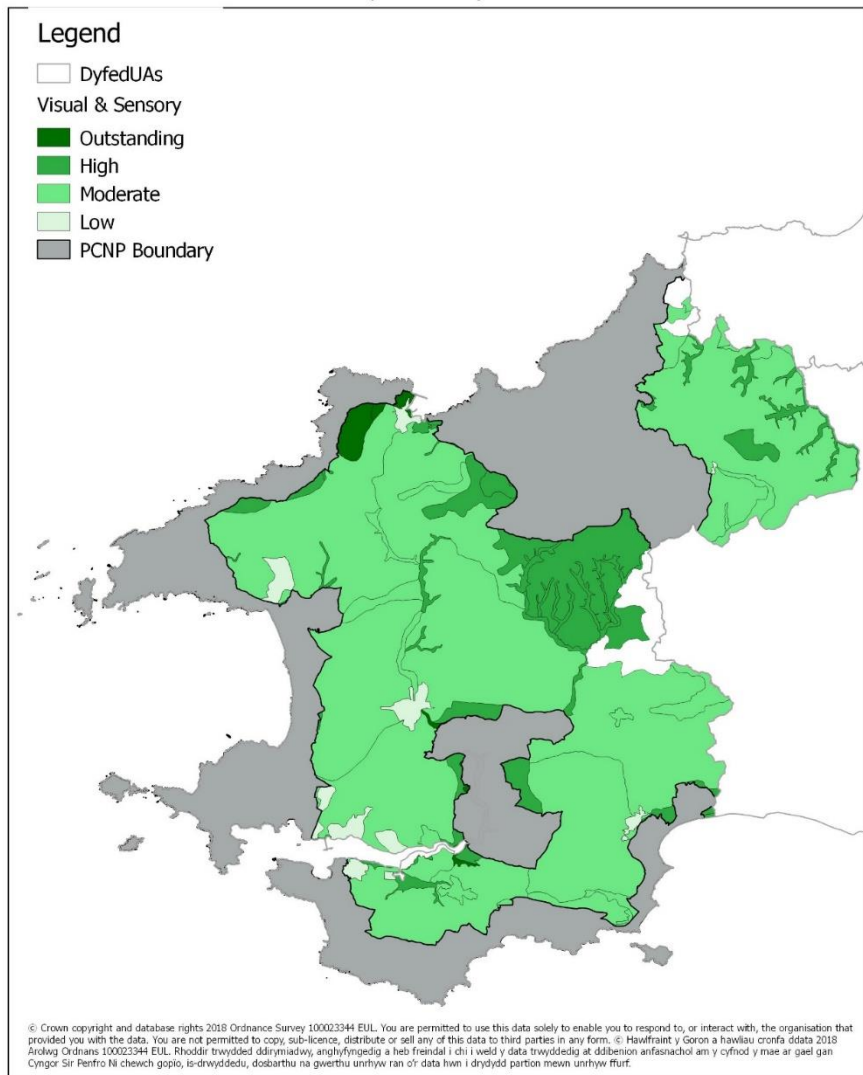 Legend
DyfedUAs
Visual & Sensory
Outstanding
High
Moderate
Low
PCNP Boundary
© Crown copyright and database rights 2018 Ordnance Survey 100023344 EUL. You are permitted to use this data solely to enable you to respond to, or interact with, the organisation that
provided you with the data. You are not permitted to copy, sub-licence, distribute or sell any of this data to third parties in any form. © Hawlfraint y Goron a hawliau cronfa ddata 2018
Arolwg Ordnans 100023344 EUL. Rhoddir trwydded ddirymiadwy, anghyfyngedig a heb freindal i chi i weld y data trwyddedig at ddibenion anfasnachol am y cyfnod y mae ar gael gan
Cyngor Sir Penfro Ni chewch gopïo, is-drwyddedu, dosbarthu na gwerthu unrhyw ran o'r data hwn i drydydd partion mewn unrhyw ffurf.